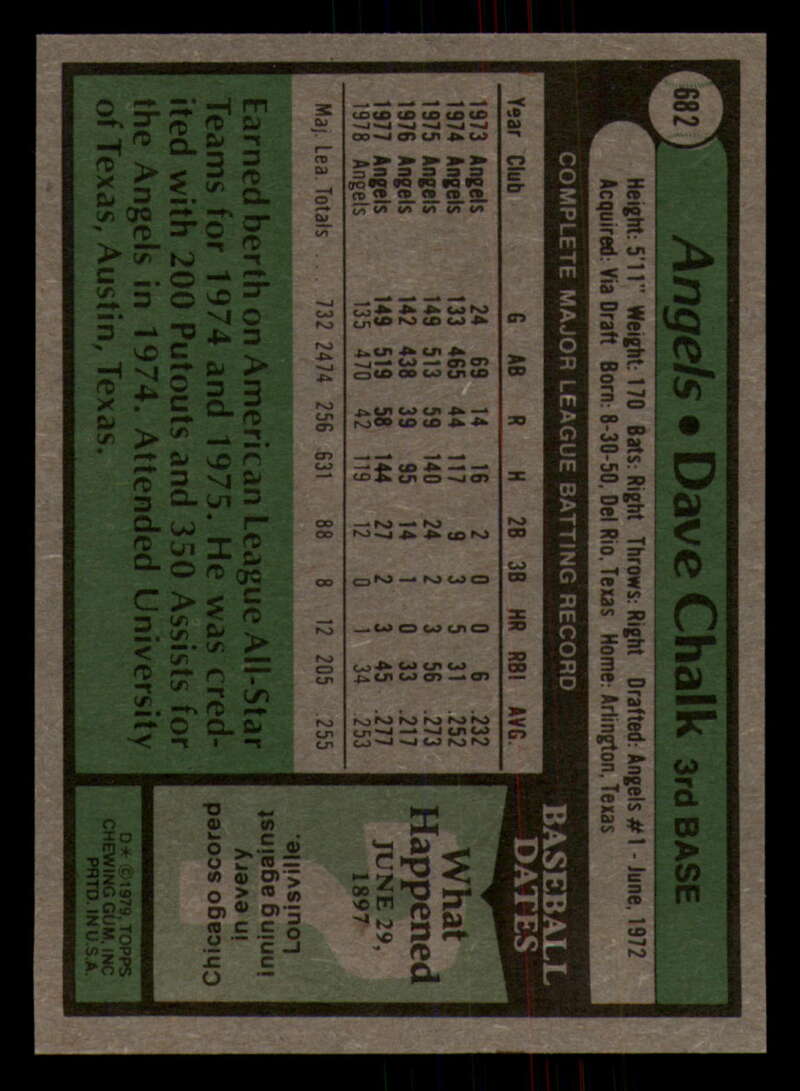 682
Angels • Dave Chalk 3rd BASE
Height: 5'11" Weight: 170 Bats: Right Throws: Right Drafted: Angels #1 - June, 1972
Acquired: Via Draft Born: 8-30-50, Del Rio, Texas Home: Arlington, Texas
COMPLETE MAJOR LEAGUE BATTING RECORD
Year Club G AB R H 2B 3B HR RBI AVG.
1973 Angels 24 69 14 16 2 0 0 6 .232
1974 Angels 133 465 44 117 9 3 5 31 .252
1975 Angels 149 513 59 140 24 2 3 56 .273
1976 Angels 142 438 39 95 14 1 0 33 .217
1977 Angels 149 519 58 144 27 2 3 45 .277
1978 Angels 135 470 42 119 12 0 1 34 .253
Maj. Lea. Totals .... 732 2474 256 631 88 8 12 205 .255
Earned berth on American League All-Star
Teams for 1974 and 1975. He was cred-
ited with 200 Putouts and 350 Assists for
the Angels in 1974. Attended University
of Texas, Austin, Texas.
BASEBALL
DATES
What
Happened
JUNE 29,
1897
?
Chicago scored
in every
inning against
Louisville.
D* ©1979, TOPPS
CHEWING GUM, INC
PRTD. IN U.S.A.